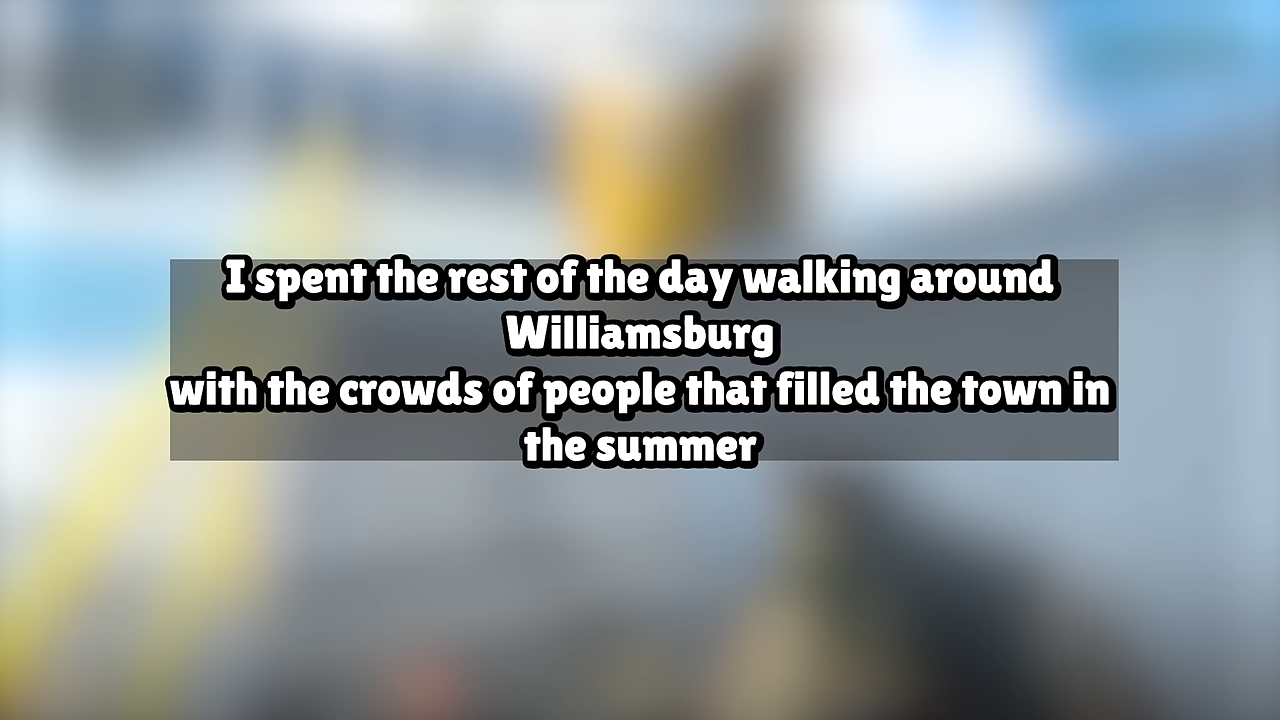 I spent the rest of the day walking around
Williamsburg
with the crowds of people that filled the town in
the summer